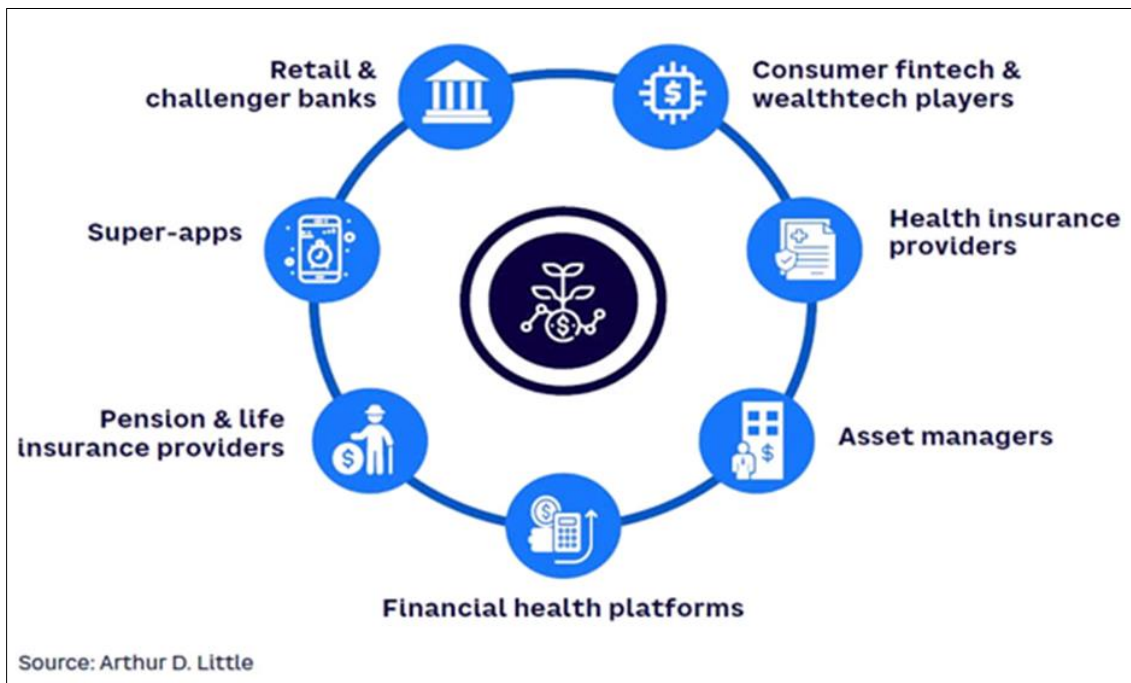 Retail &
challenger banks
Consumer fintech &
wealthtech players
Super-apps
Health insurance
providers
Pension & life
insurance providers
Asset managers
Financial health platforms
Source: Arthur D. Little